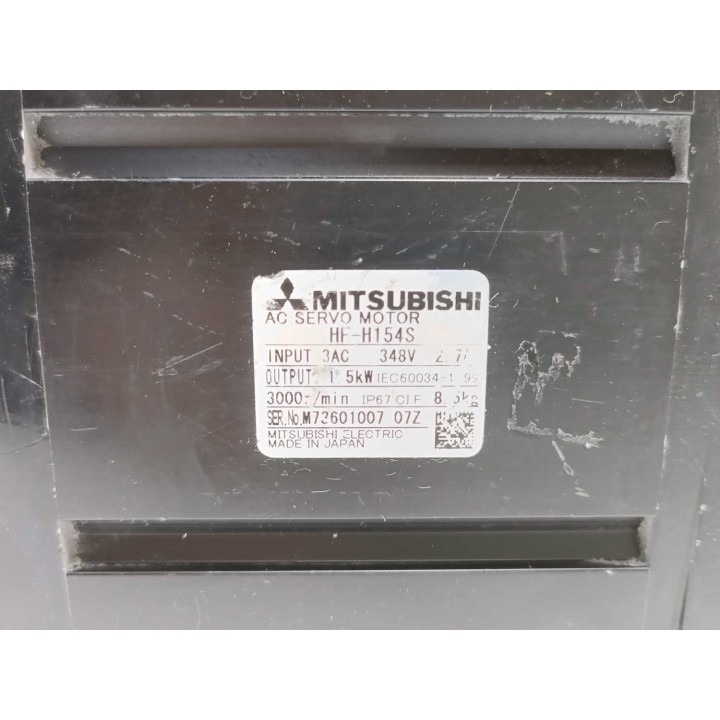 MITSUBISHI
AC SERVO MOTOR
HF-H154S
INPUT 3AC 348V
OUTPUT 1.5kW IEC60034-1
3000r/min IP67 CI.F
SER.No.M73601007 07Z
MITSUBISHI ELECTRIC
MADE IN JAPAN